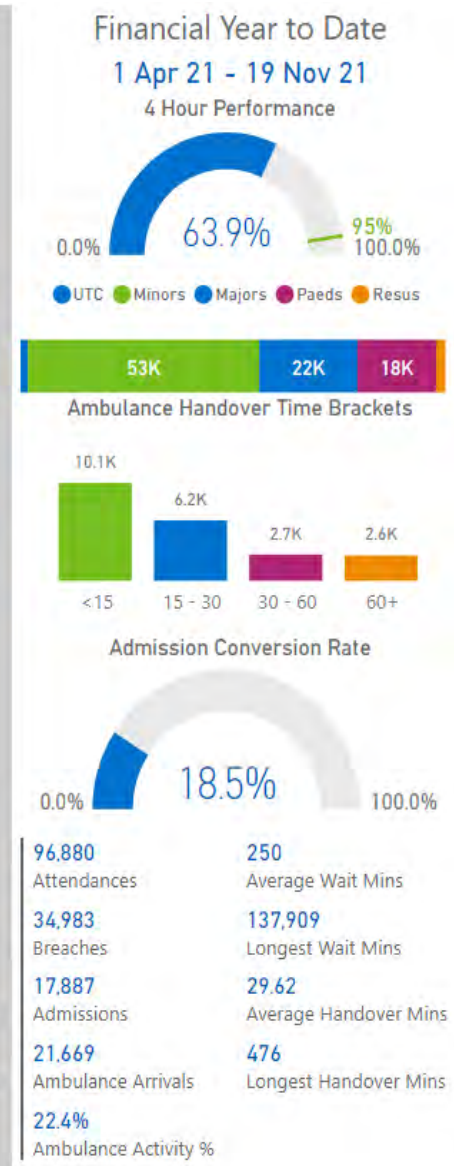 Financial Year to Date
1 Apr 21 - 19 Nov 21
4 Hour Performance
63.9%
95%
0.0%
100.0%
UTC Minors Majors Paeds Resus
53K 22K 18K
Ambulance Handover Time Brackets
10.1K
6.2K
2.7K
2.6K
<15 15 - 30 30 - 60 60+
Admission Conversion Rate
18.5%
0.0% 100.0%
96,880 250
Attendances Average Wait Mins
34,983 137,909
Breaches Longest Wait Mins
17,887 29.62
Admissions Average Handover Mins
21,669 476
Ambulance Arrivals Longest Handover Mins
22.4%
Ambulance Activity %